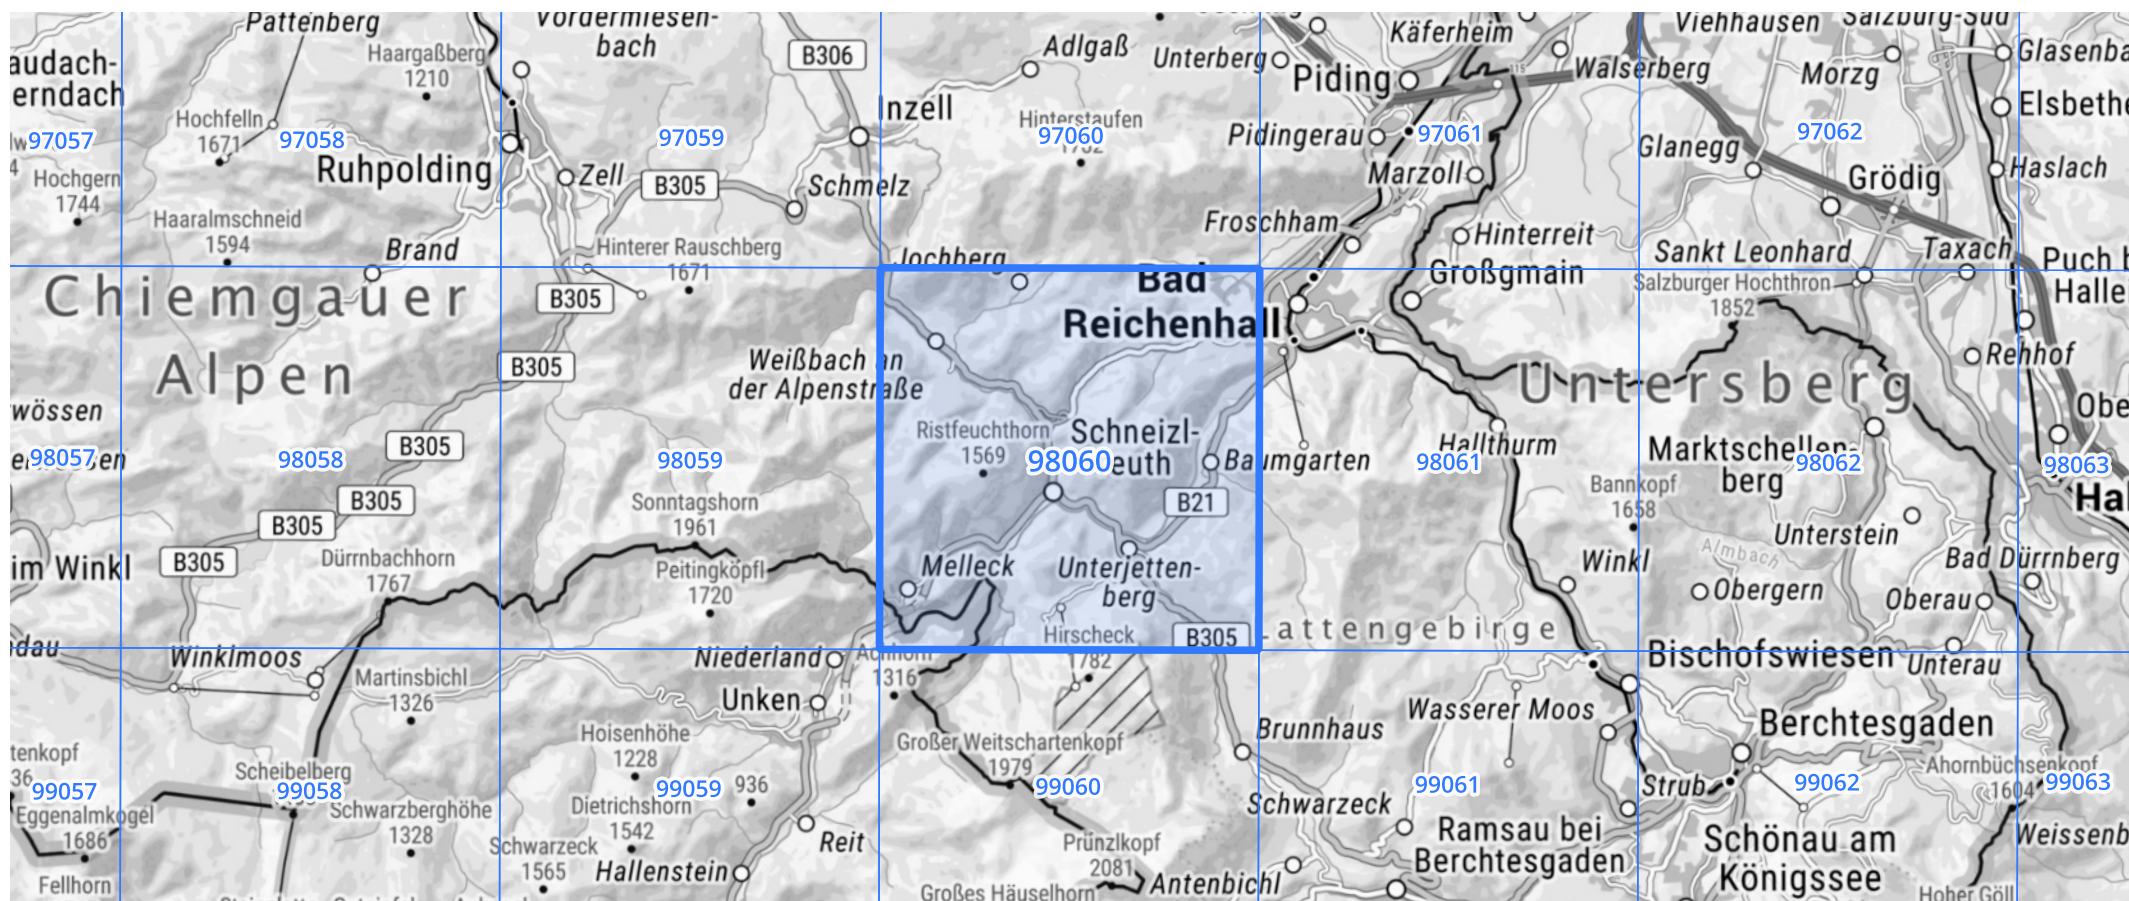 Pattenberg
Haargaßberg
1210
Vordermiesen-
bach
B306
Adlgaß
Unterberg
Käferheim
Piding
Walserberg
Viehhausen
Salzburg-Süd
Morzg
Glasenba
audach-
erndach
Hochfelln
1671
Inzell
Hinterstaufen
Elsbethe
97057
97058
97059
97060
97061
97062
Pidingerau
Glanegg
Ruhpolding
Zell
B305
Schmelz
Marzoll
Grödig
Haslach
Hochgern
1744
Haaralmschneid
1594
Froschham
Hinterreit
Brand
Hinterer Rauschberg
1671
Jochberg
Sankt Leonhard
Taxach
Puch b
Hallei
Chiemgauer
Alpen
B305
Bad
Reichenhall
Großgmain
Salzburger Hochthron
1852
B305
Weißbach an
der Alpenstraße
Rehhof
Untersberg
wössen
Obe
B305
Ristfeuchthorn
1569
Schneizl-
reuth
Baumgarten
Hallthurm
Marktschellen-
berg
98057
98058
98059
98060
98061
98062
98063
Hal
B305
B305
Sonntagshorn
1961
B21
Bannkopf
1658
Unterstein
Almbach
B305
im Winkl
Dürrnbachhorn
1767
Peitingköpfl
1720
Melleck
Unterjetten-
berg
Winkl
Obergern
Bad Dürrnberg
Oberau
Hirscheck
1782
B305
Lattengebirge
Bischofswiesen
Unterau
dau
Winklmoos
Martinsbichl
1326
Niederland
Unken
Achhorn
1316
Wasserer Moos
Brunnhaus
Berchtesgaden
Hoisenhöhe
1228
Großer Weitschartenkopf
1979
tenkopf
36
Scheibelberg
99057
99058
99059
936
99060
99061
Strub
99062
Ahornbüchsenkopf
1604
99063
Eggenalmkogel
1686
Schwarzberghöhe
1328
Dietrichshorn
1542
Schwarzeck
Schwarzeck
1565
Reit
Hallenstein
Prünzlkopf
2081
Ramsau bei
Berchtesgaden
Schönau am
Königssee
Weissenb
Fellhorn
Großes Häuselhorn
Antenbichl
Hoher Göll